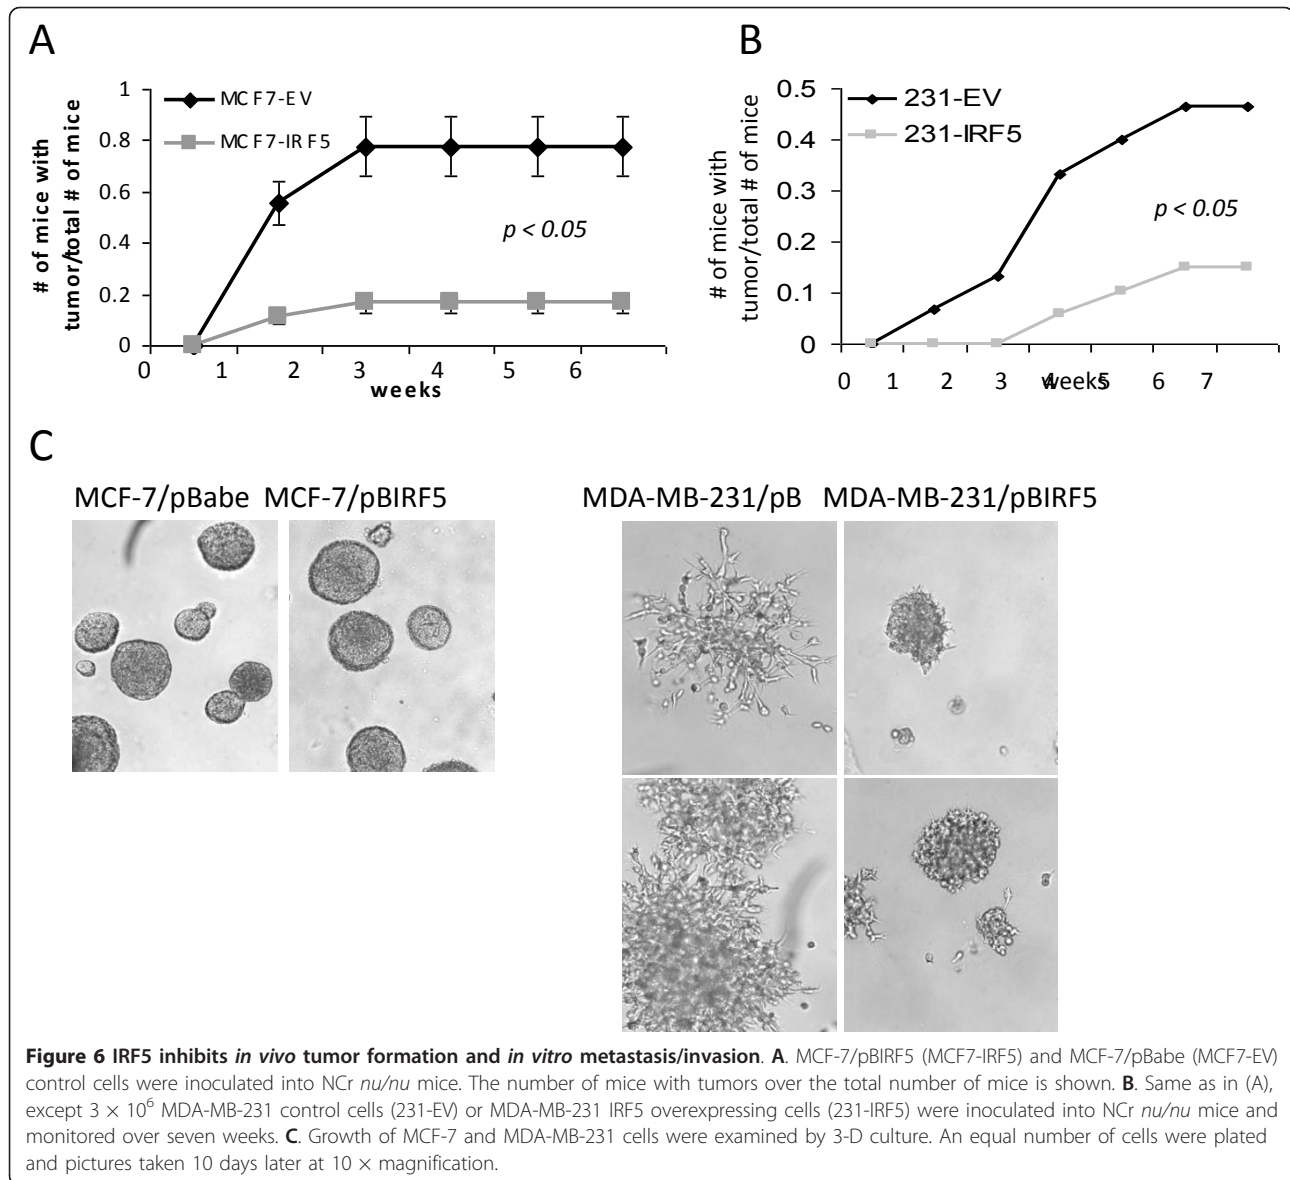 A
# of mice with
tumor/total # of mice
1
0.8
0.6
0.4
0.2
0
MCF7-EV
MCF7-IRF5
p < 0.05
0 1 2 3 4 5 6
weeks
B
# of mice with
tumor/total # of mice
0.5
0.4
0.3
0.2
0.1
0
231-EV
231-IRF5
p < 0.05
0 1 2 3 4 5 6 7
weeks
C
MCF-7/pBabe MCF-7/pBIRF5 MDA-MB-231/pB MDA-MB-231/pBIRF5
Figure 6 IRF5 inhibits in vivo tumor formation and in vitro metastasis/invasion. A. MCF-7/pBIRF5 (MCF7-IRF5) and MCF-7/pBabe (MCF7-EV)
control cells were inoculated into NCr nu/nu mice. The number of mice with tumors over the total number of mice is shown. B. Same as in (A),
except 3 × 10⁶ MDA-MB-231 control cells (231-EV) or MDA-MB-231 IRF5 overexpressing cells (231-IRF5) were inoculated into NCr nu/nu mice and
monitored over seven weeks. C. Growth of MCF-7 and MDA-MB-231 cells were examined by 3-D culture. An equal number of cells were plated
and pictures taken 10 days later at 10 × magnification.